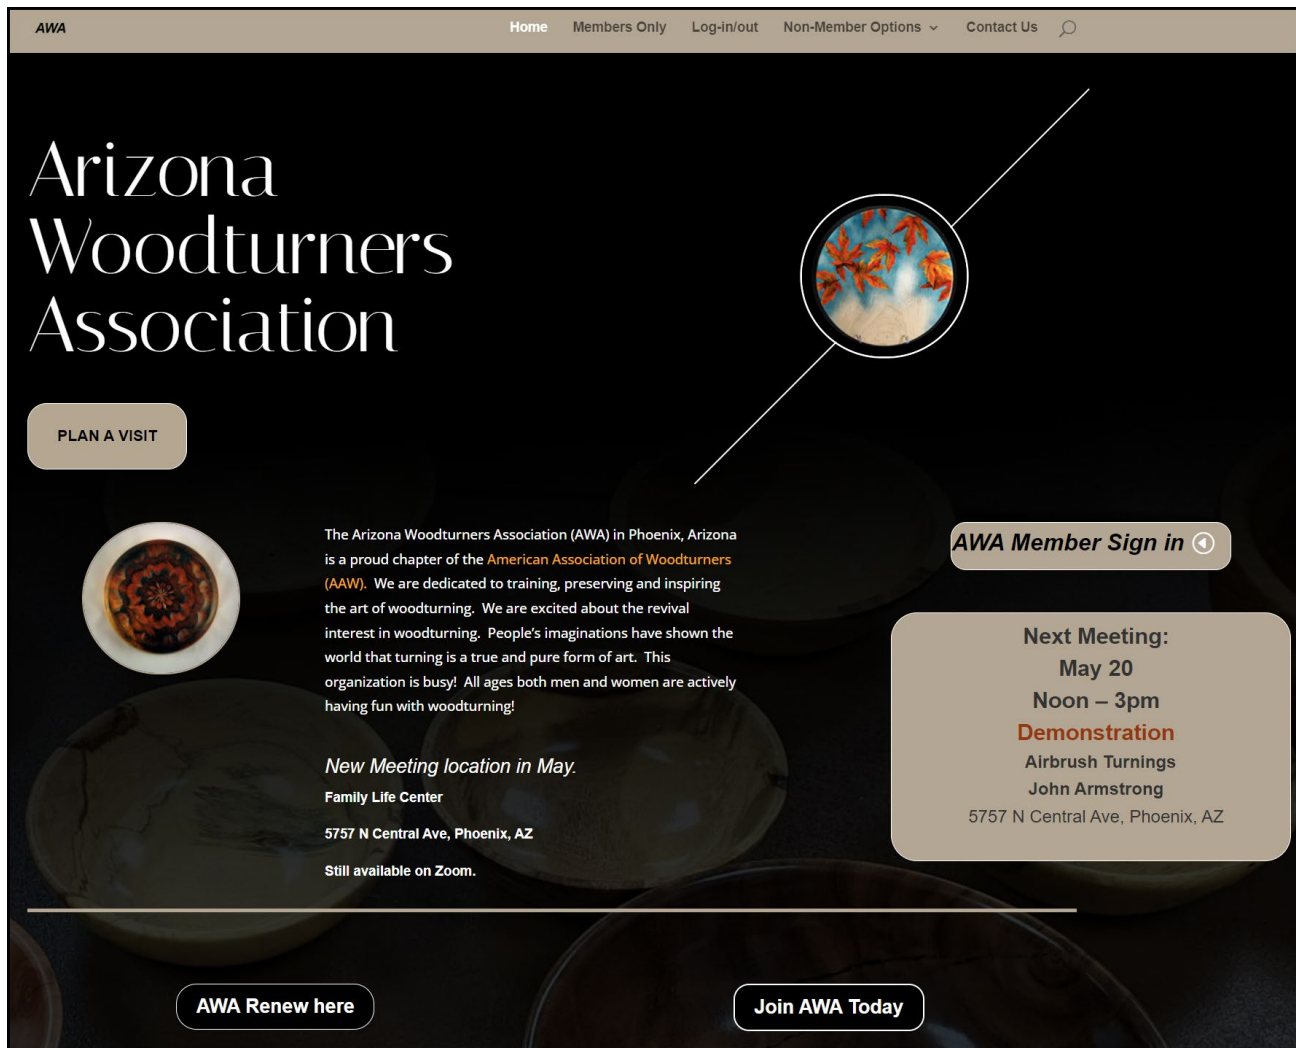 AWA
Home Members Only Log-in/out Non-Member Options Contact Us
Arizona
Woodturners
Association
PLAN A VISIT
The Arizona Woodturners Association (AWA) in Phoenix, Arizona
is a proud chapter of the American Association of Woodturners
(AAW). We are dedicated to training, preserving and inspiring
the art of woodturning. We are excited about the revival
interest in woodturning. People’s imaginations have shown the
world that turning is a true and pure form of art. This
organization is busy! All ages both men and women are actively
having fun with woodturning!
New Meeting location in May.
Family Life Center
5757 N Central Ave, Phoenix, AZ
Still available on Zoom.
AWA Member Sign in
Next Meeting:
May 20
Noon – 3pm
Demonstration
Airbrush Turnings
John Armstrong
5757 N Central Ave, Phoenix, AZ
AWA Renew here
Join AWA Today